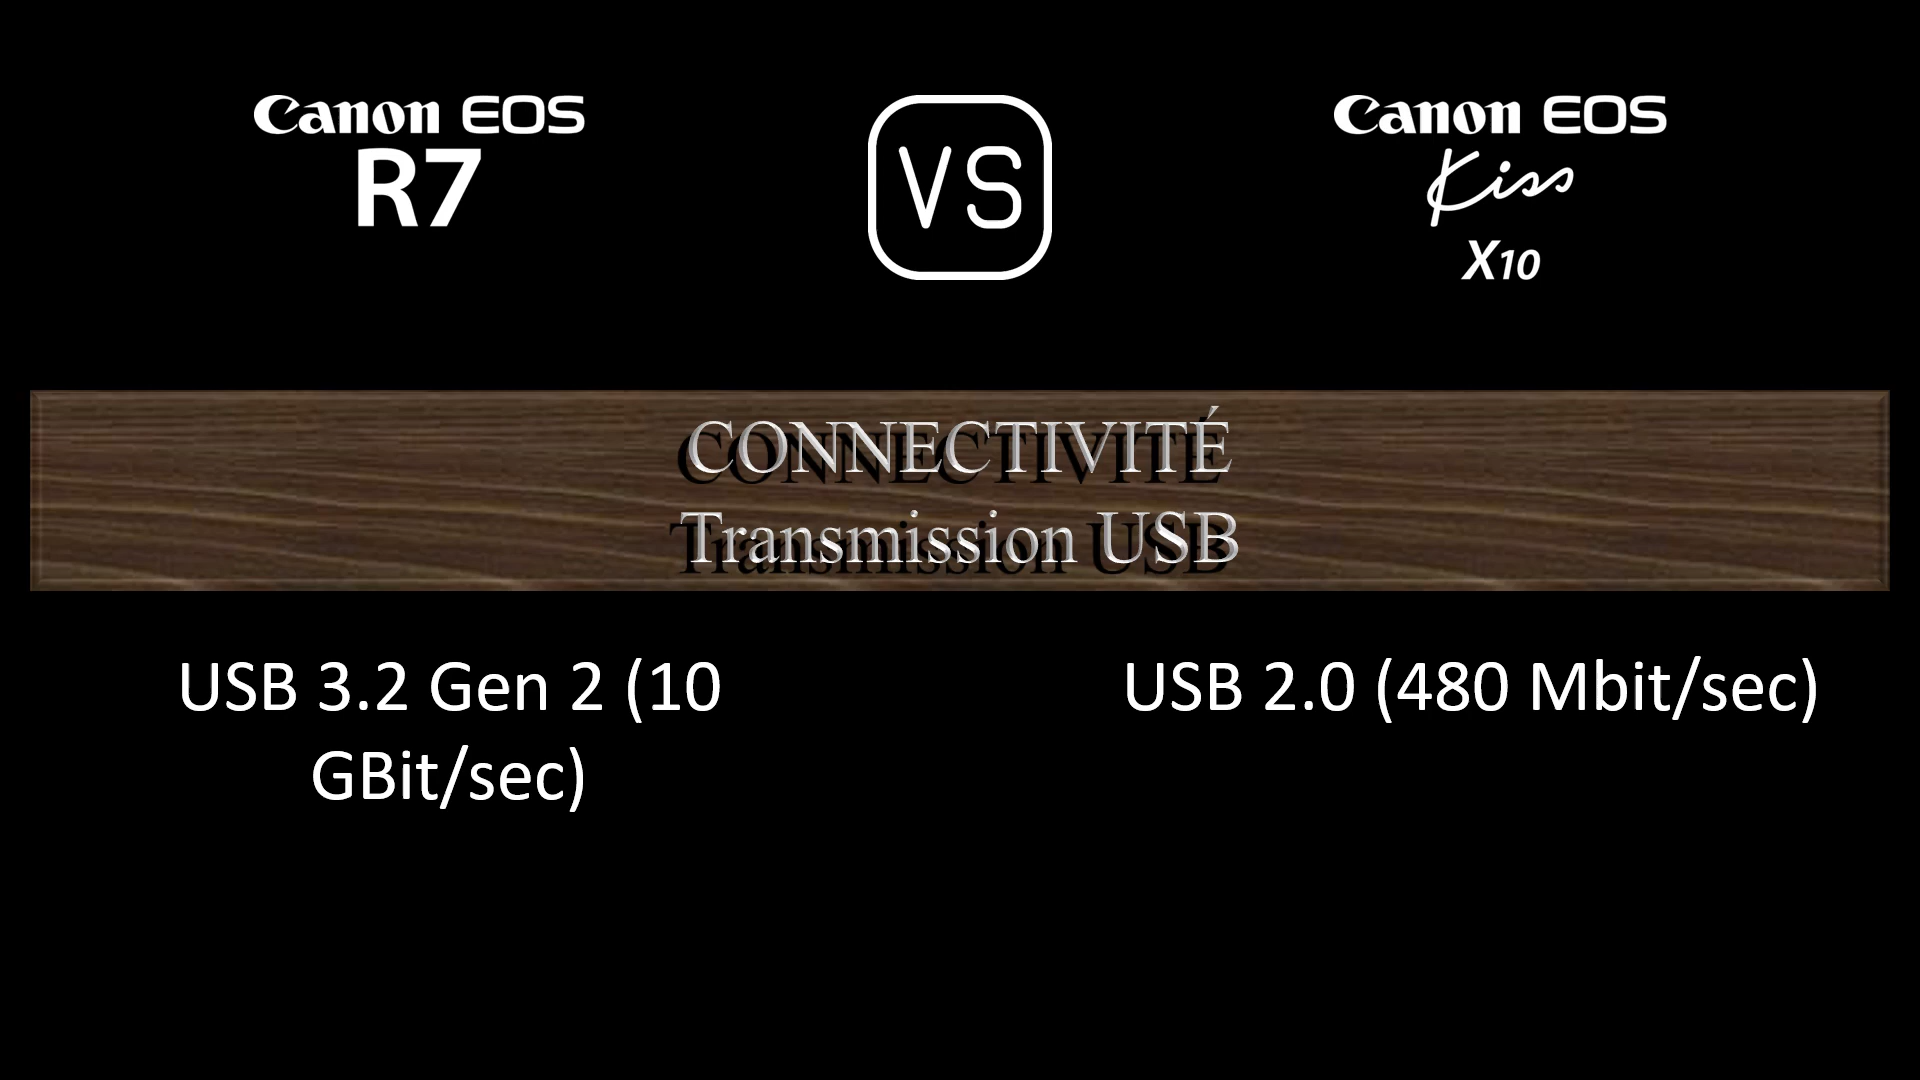 Canon EOS
R7
VS
Canon EOS
Kiss
X10
CONNECTIVITÉ
Transmission USB
USB 3.2 Gen 2 (10
GBit/sec)
USB 2.0 (480 Mbit/sec)